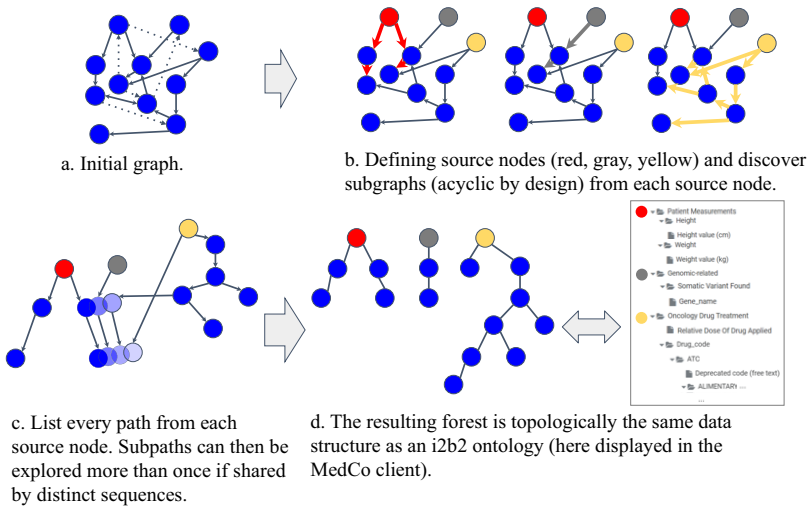 a. Initial graph.
b. Defining source nodes (red, gray, yellow) and discover
subgraphs (acyclic by design) from each source node.
Patient Measurements
Height
Height value (cm)
Weight
Weight value (kg)
Genomic-related
Somatic Variant Found
Gene_name
Oncology Drug Treatment
Relative Dose Of Drug Applied
Drug_code
ATC
Deprecated code (free text)
ALIMENTARY ...
...
c. List every path from each
source node. Subpaths can then be
explored more than once if shared
by distinct sequences.
d. The resulting forest is topologically the same data
structure as an i2b2 ontology (here displayed in the
MedCo client).